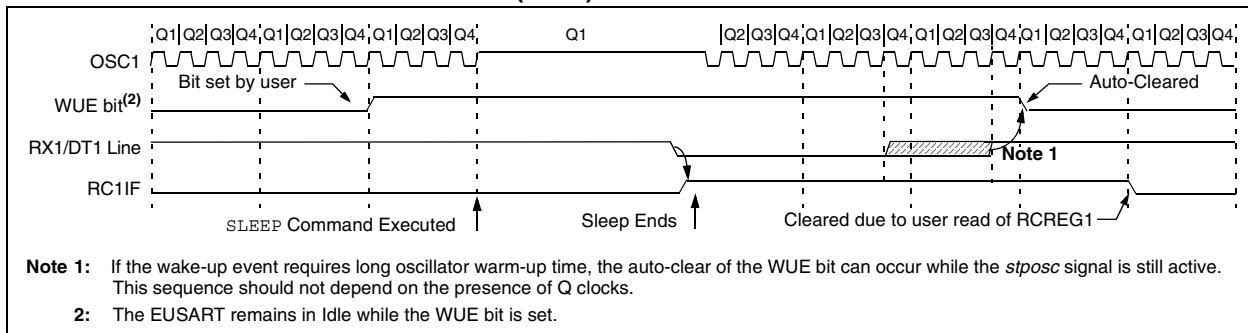 Q1 Q2 Q3 Q4 Q1 Q2 Q3 Q4 Q1 Q2 Q3 Q4 Q1 Q2 Q3 Q4 Q1 Q2 Q3 Q4 Q1 Q2 Q3 Q4 Q1 Q2 Q3 Q4 Q1 Q2 Q3 Q4
OSC1
Bit set by user
Auto-Cleared
WUE bit(2)
RX1/DT1 Line
Note 1
RC1IF
SLEEP Command Executed
Sleep Ends
Cleared due to user read of RCREG1
Note 1: If the wake-up event requires long oscillator warm-up time, the auto-clear of the WUE bit can occur while the stposc signal is still active.
This sequence should not depend on the presence of Q clocks.
2: The EUSART remains in Idle while the WUE bit is set.